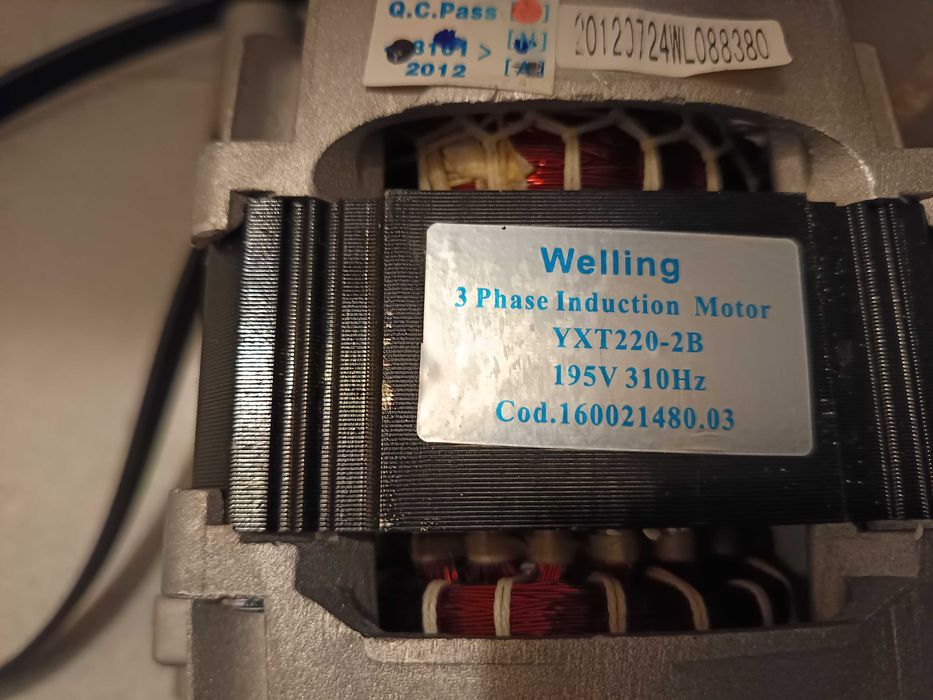 Q.C.Pass
2012
20120724WL088380
Welling
3 Phase Induction Motor
YXT220-2B
195V 310Hz
Cod.160021480.03